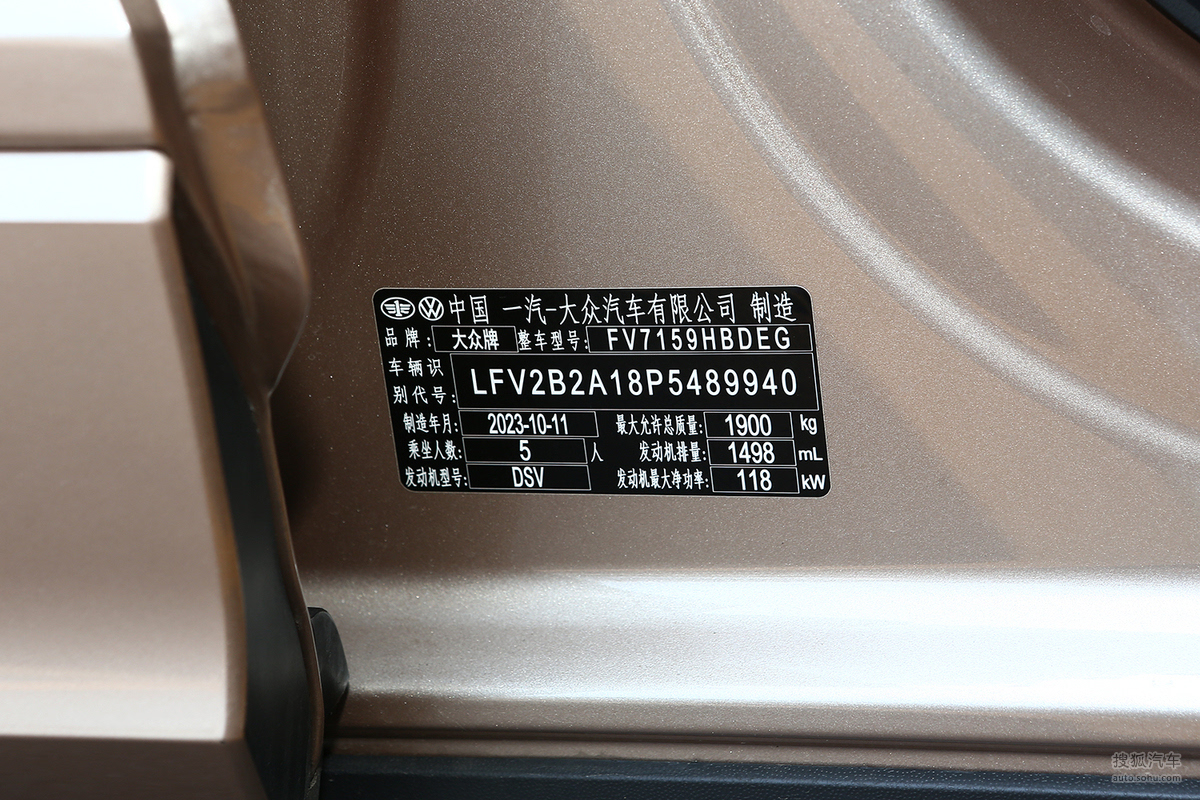 中国 一汽-大众汽车有限公司 制造
品牌: 大众牌 整车型号: FV7159HBDEG
车辆识别代号: LFV2B2A18P5489940
制造年月: 2023-10-11 最大允许总质量: 1900 kg
乘坐人数: 5 人 发动机排量: 1498 mL
发动机型号: DSV 发动机最大净功率: 118 kW
搜狐汽车
auto.sohu.com